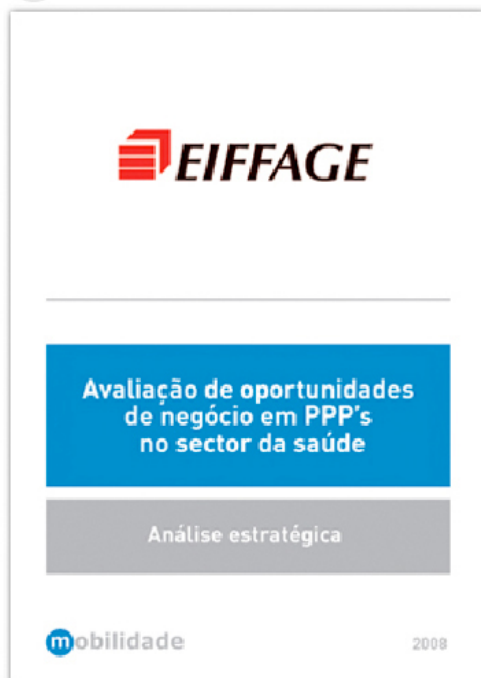 EIFFAGE
Avaliação de oportunidades
de negócio em PPP's
no sector da saúde
Análise estratégica
mobilidade
2008